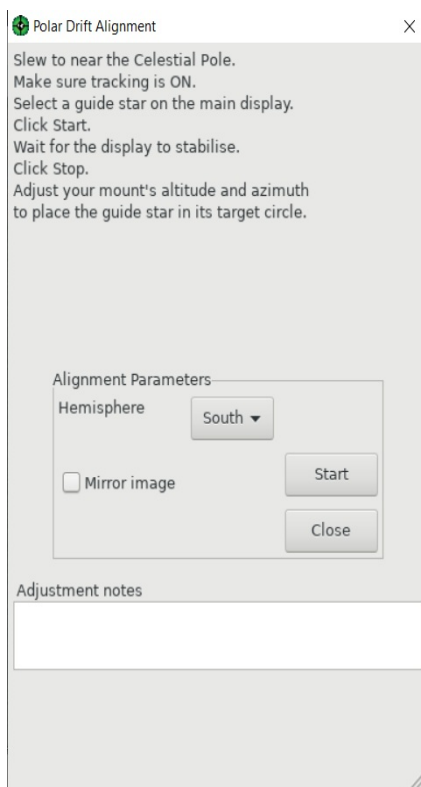 Polar Drift Alignment
Slew to near the Celestial Pole.
Make sure tracking is ON.
Select a guide star on the main display.
Click Start.
Wait for the display to stabilise.
Click Stop.
Adjust your mount's altitude and azimuth
to place the guide star in its target circle.
Alignment Parameters
Hemisphere
South
Mirror image
Start
Close
Adjustment notes